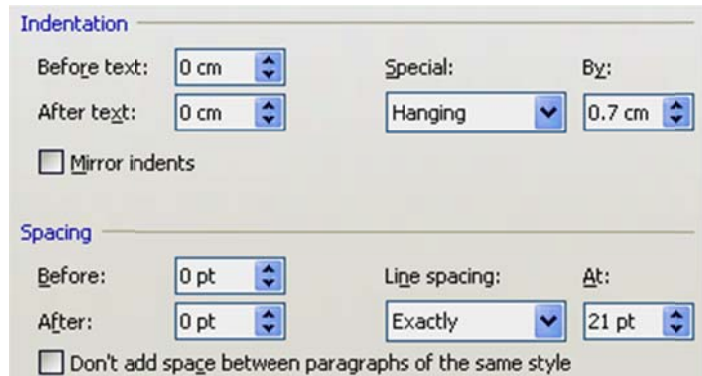 Indentation
Before text: 0 cm Special: By:
After text: 0 cm Hanging 0.7 cm
Mirror indents
Spacing
Before: 0 pt Line spacing: At:
After: 0 pt Exactly 21 pt
Don't add space between paragraphs of the same style